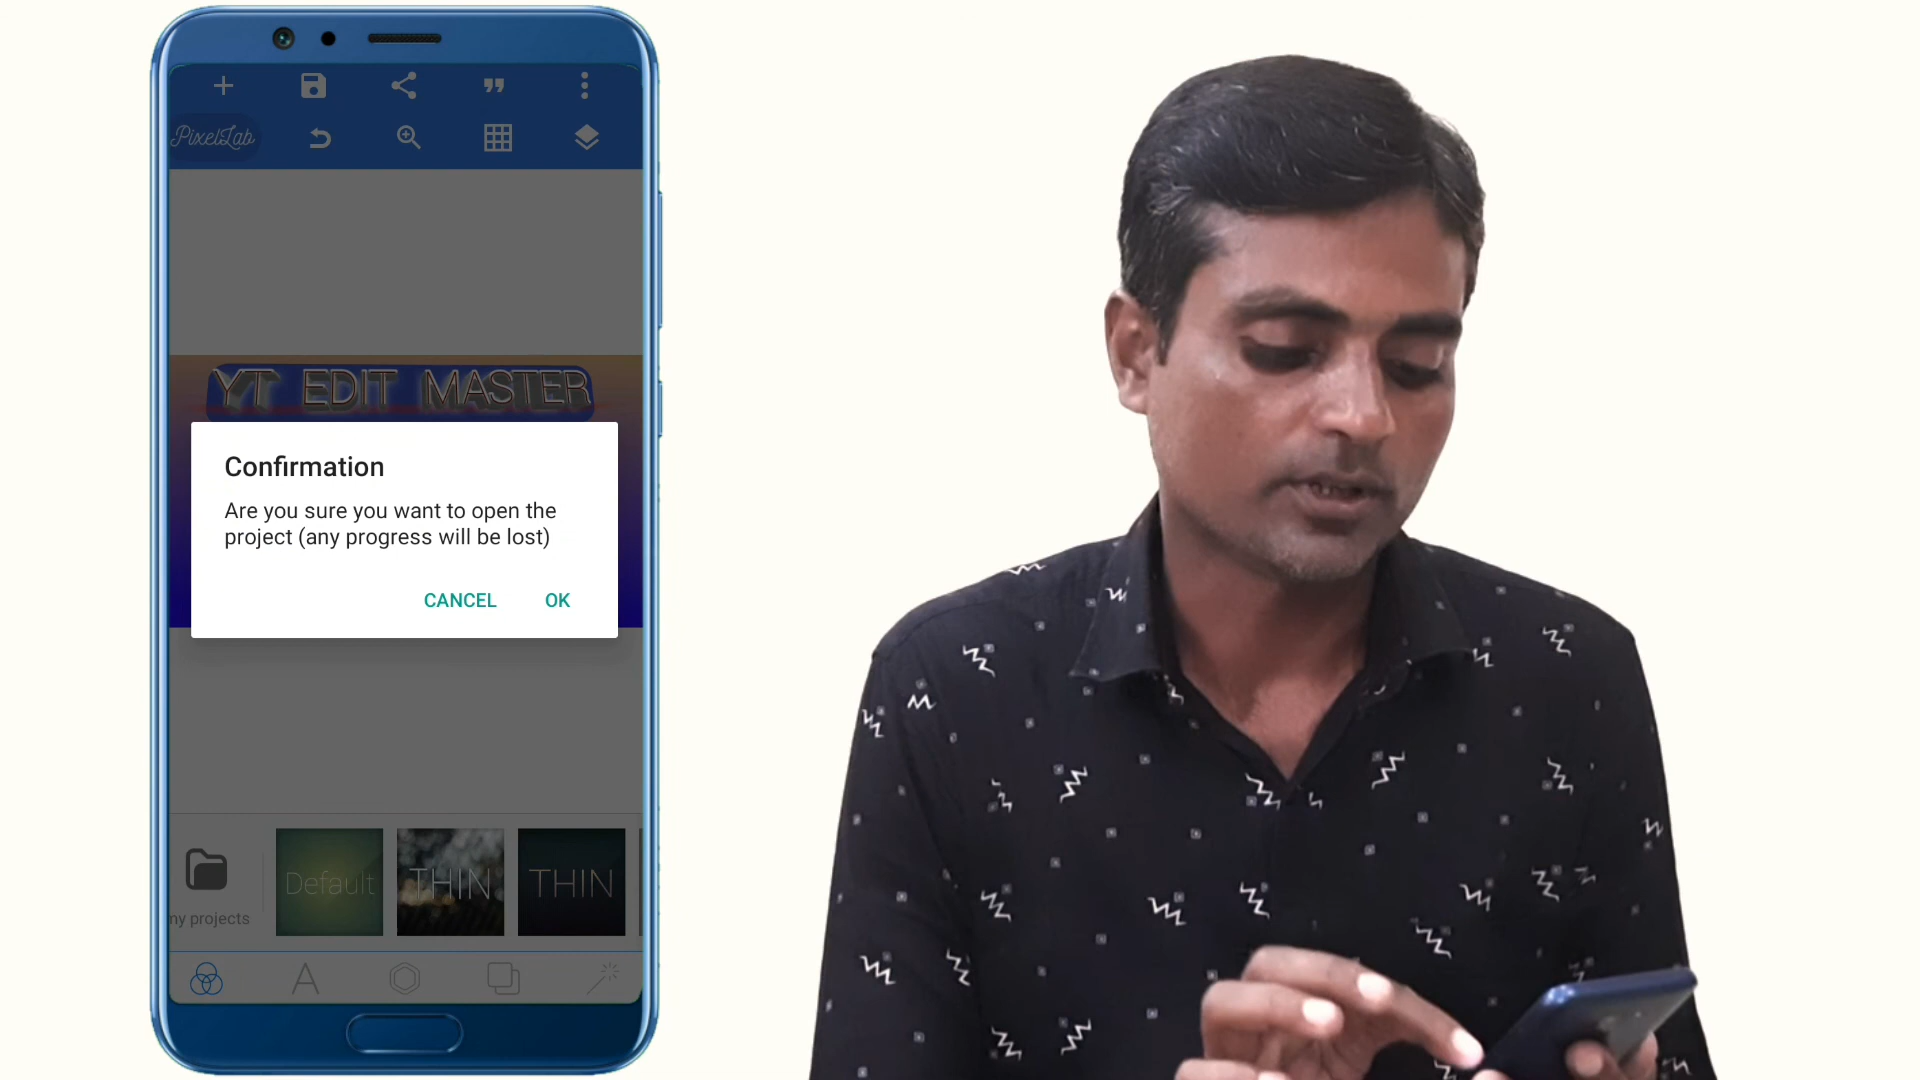 PixelLab
YT EDIT MASTER
Confirmation
Are you sure you want to open the
project (any progress will be lost)
CANCEL OK
Default
THIN
THIN
my projects